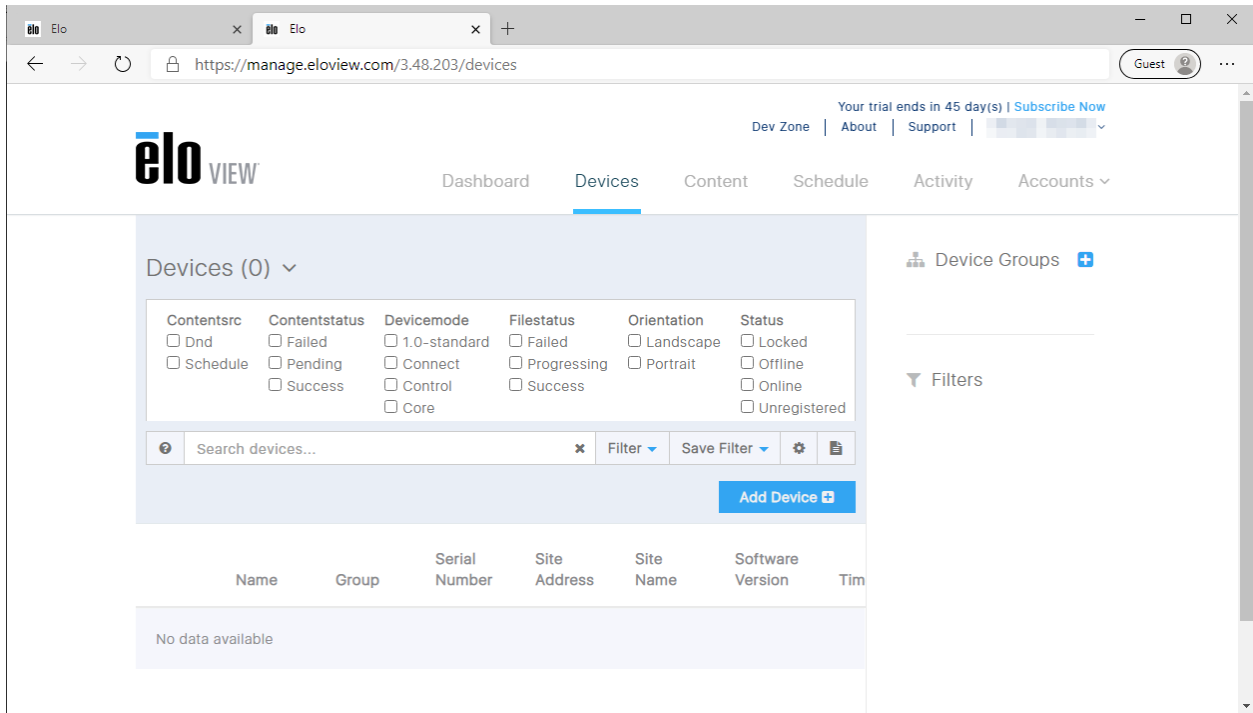 elo Elo
elo Elo
https://manage.eloview.com/3.48.203/devices
Guest
Your trial ends in 45 day(s) | Subscribe Now
Dev Zone | About | Support |
ēlo VIEW
Dashboard Devices Content Schedule Activity Accounts
Devices (0)
Device Groups
Contentsrc Contentstatus Devicemode Filestatus Orientation Status
Dnd Failed 1.0-standard Failed Landscape Locked
Schedule Pending Connect Progressing Portrait Offline
Success Control Success Online
Core Unregistered
Filters
Search devices... Filter Save Filter
Add Device
Name Group Serial Number Site Address Site Name Software Version Tim
No data available